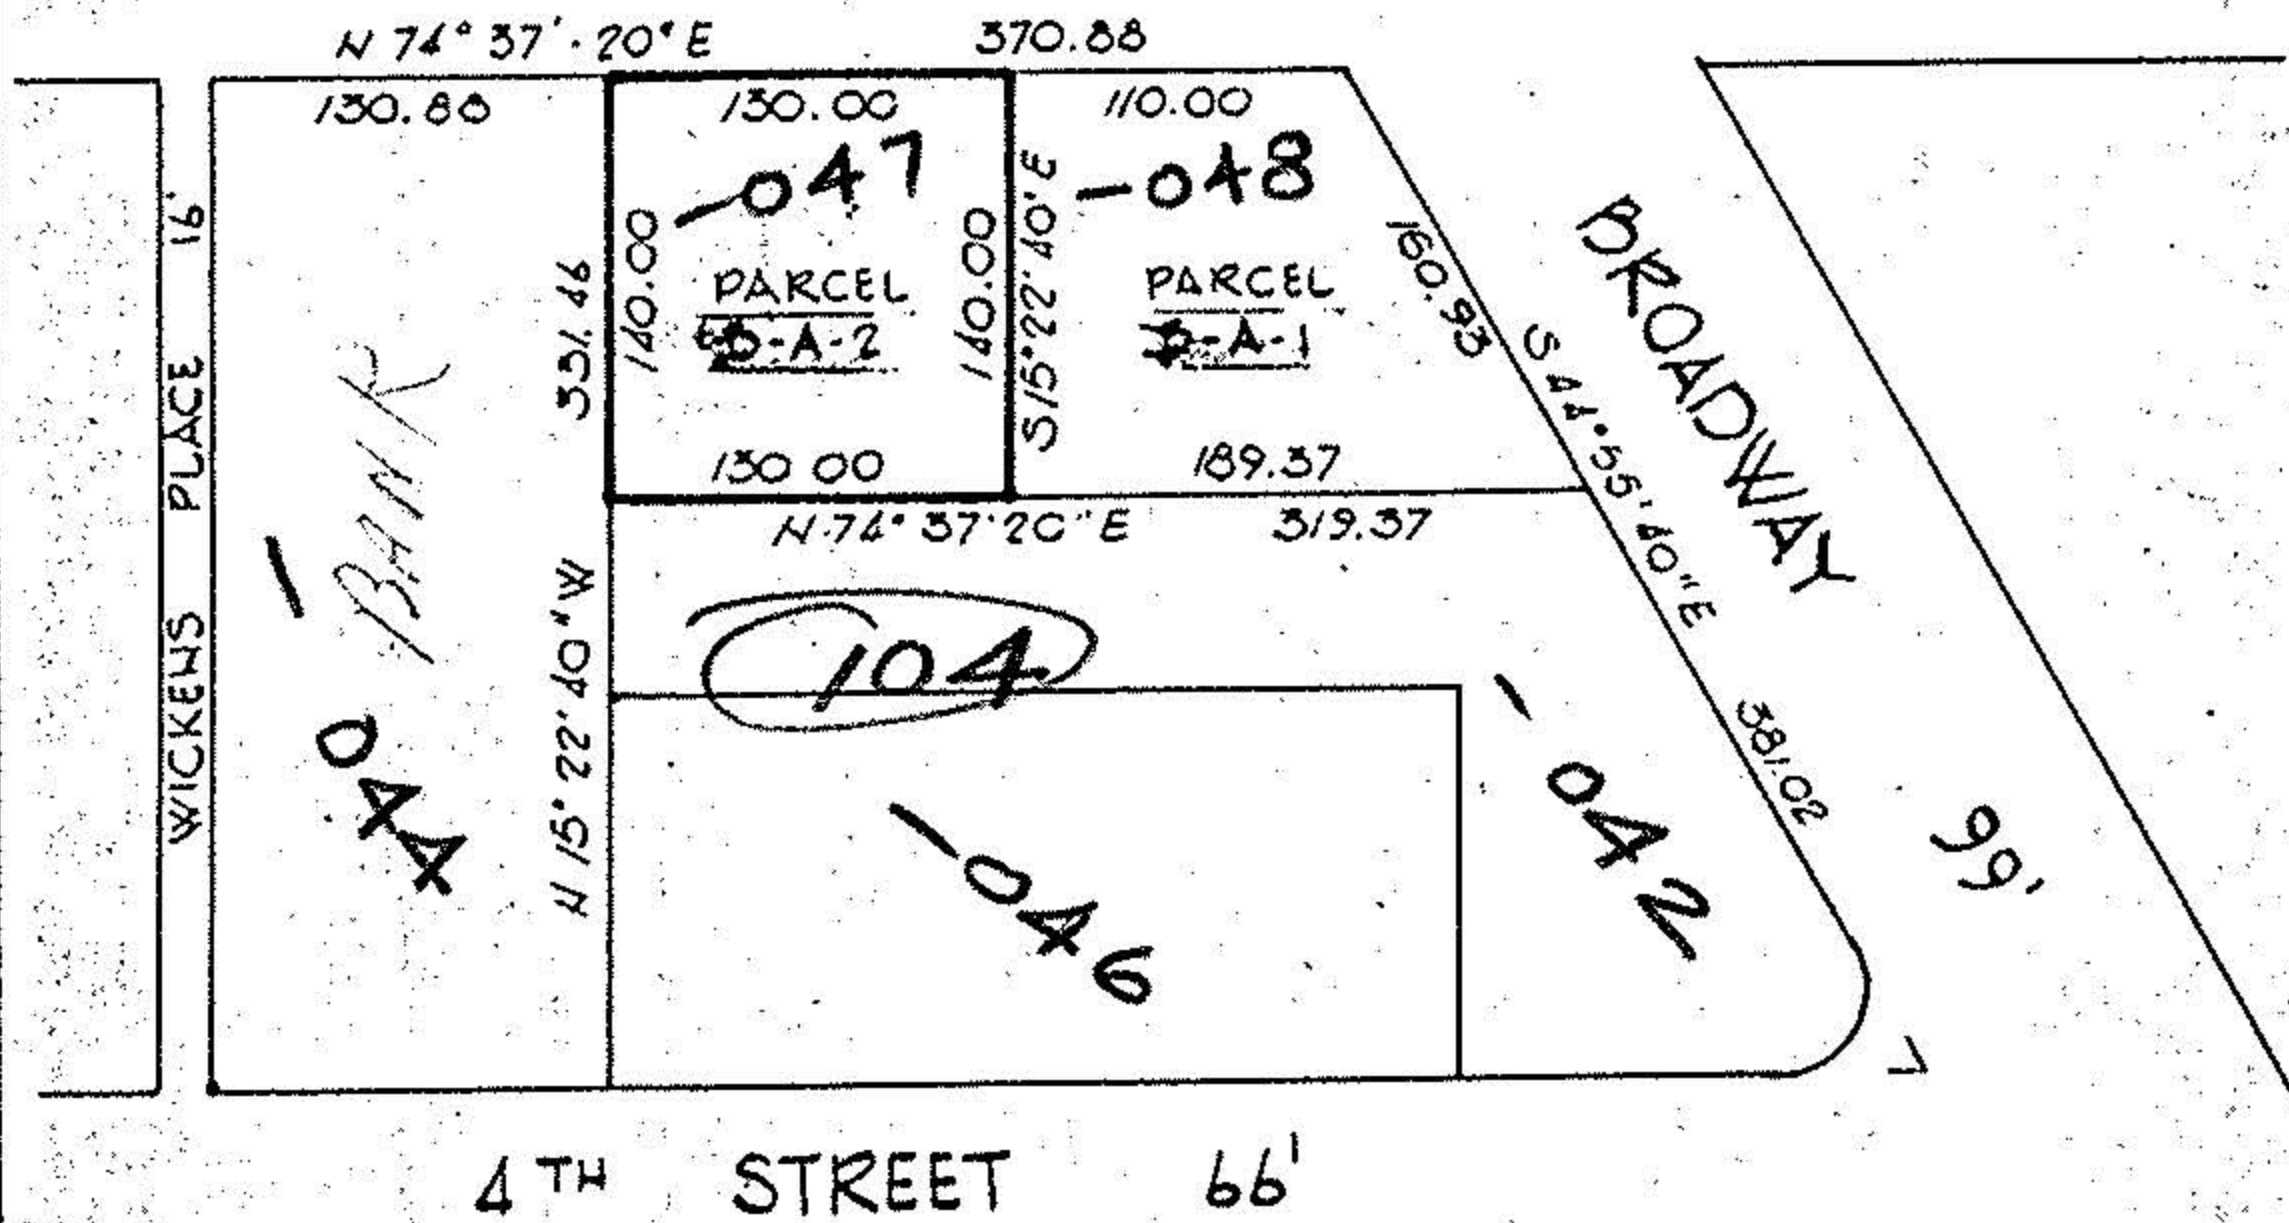 N 74° 37' 20" E 370.88
130.88 130.00 110.00
-047 -048
WICKENS PLACE 16'
331.46
140.00
140.00
S 15° 22' 40" E
PARCEL
-A-2
PARCEL
-A-1
160.93
S 44° 55' 40" E
BROADWAY
130 00 189.37
N 74° 37' 20" E 319.37
BANK
-044
N 15° 22' 40" W
104
-046
-042
381.02
99'
4TH STREET 66'